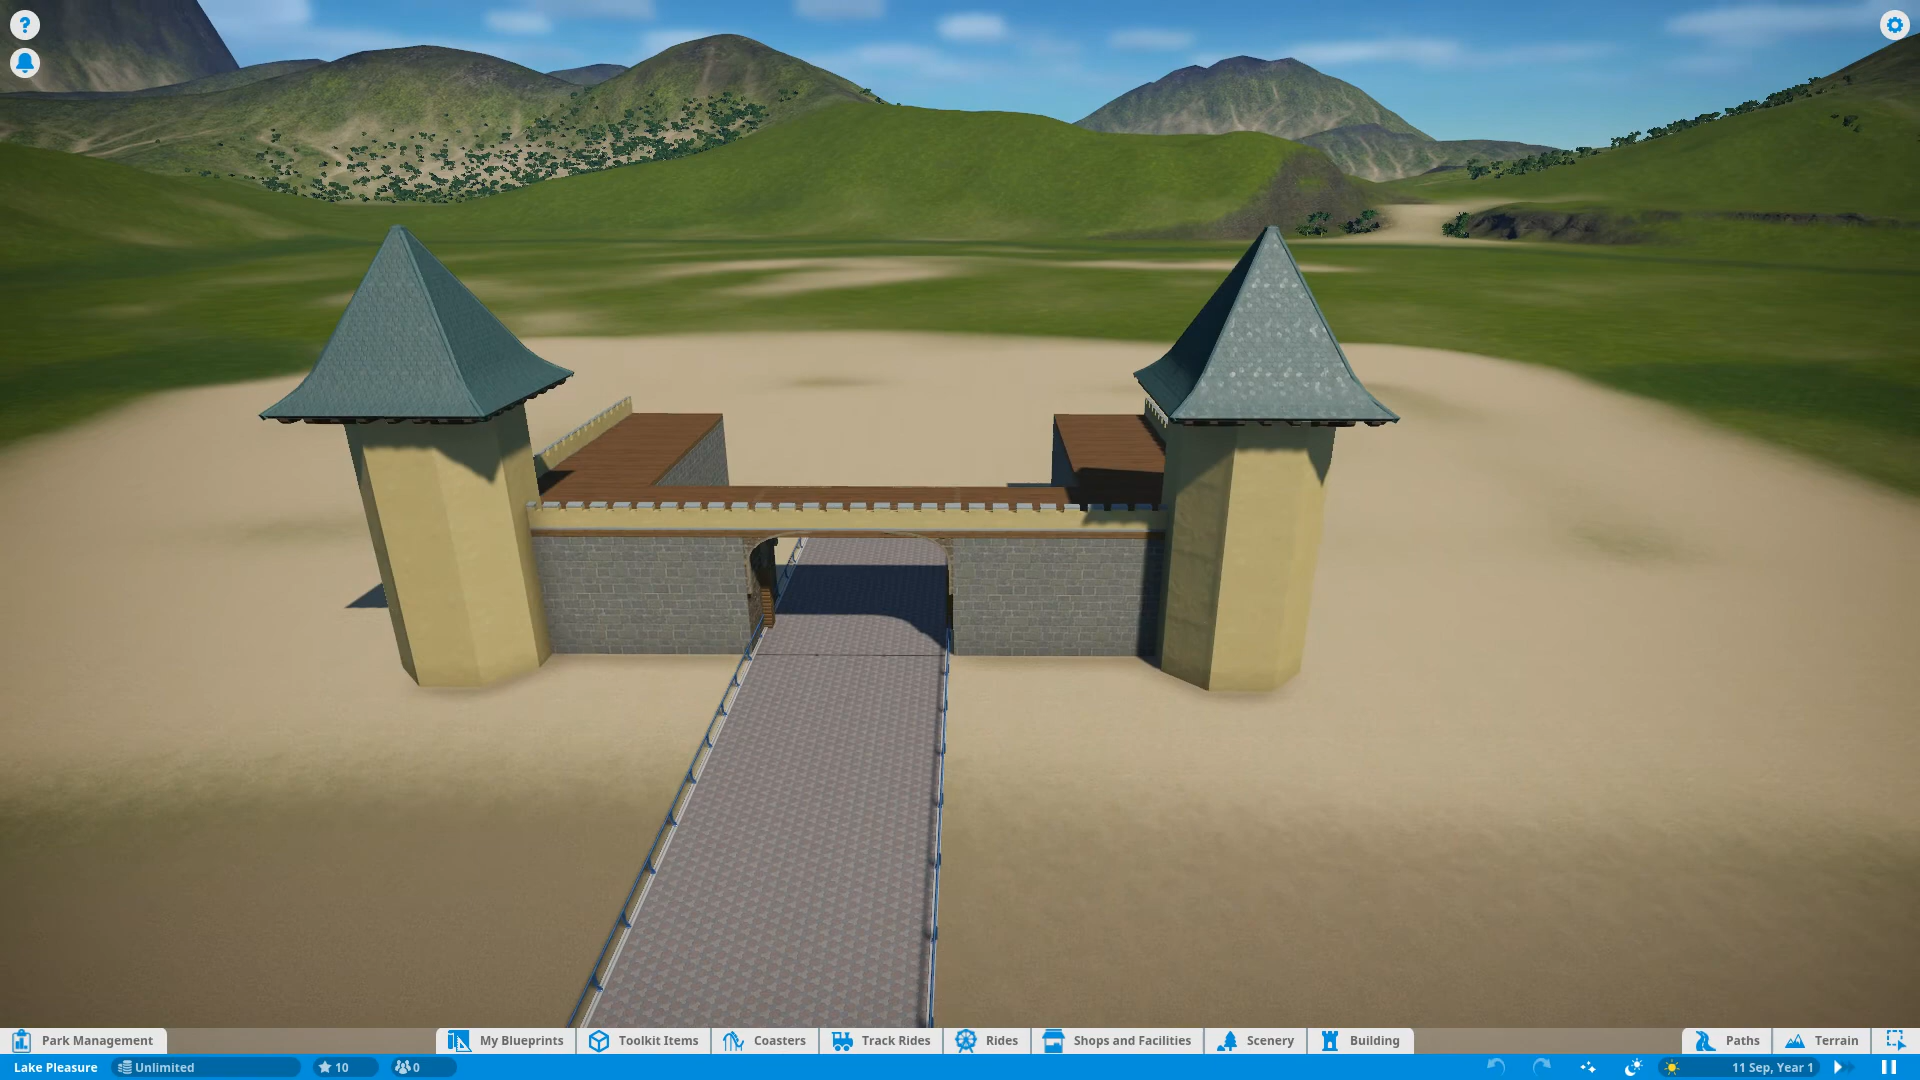 ?
Park Management
My Blueprints
Toolkit Items
Coasters
Track Rides
Rides
Shops and Facilities
Scenery
Building
Paths
Terrain
Lake Pleasure
Unlimited
10
0
11 Sep, Year 1